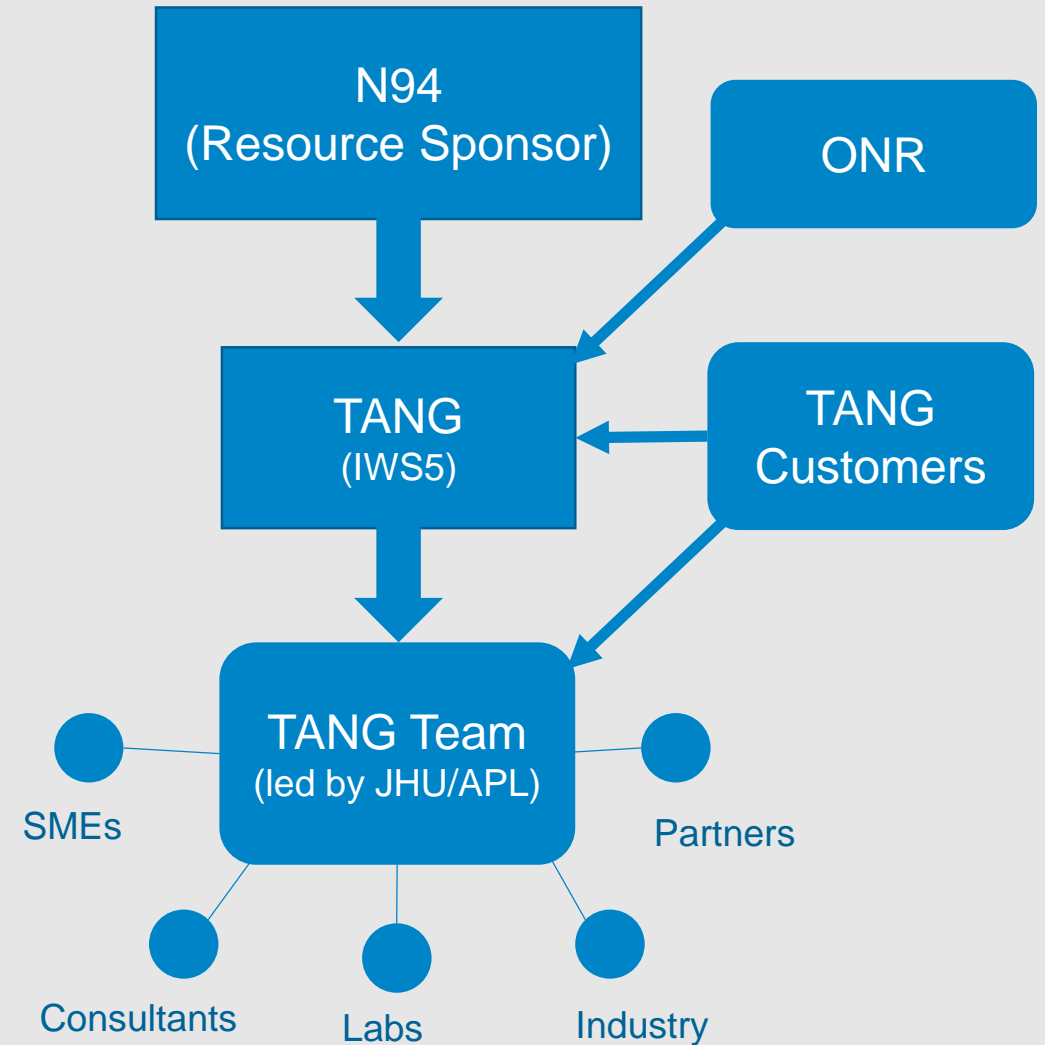 N94
(Resource Sponsor)
ONR
TANG
(IWS5)
TANG
Customers
TANG Team
(led by JHU/APL)
SMEs
Partners
Consultants
Labs
Industry